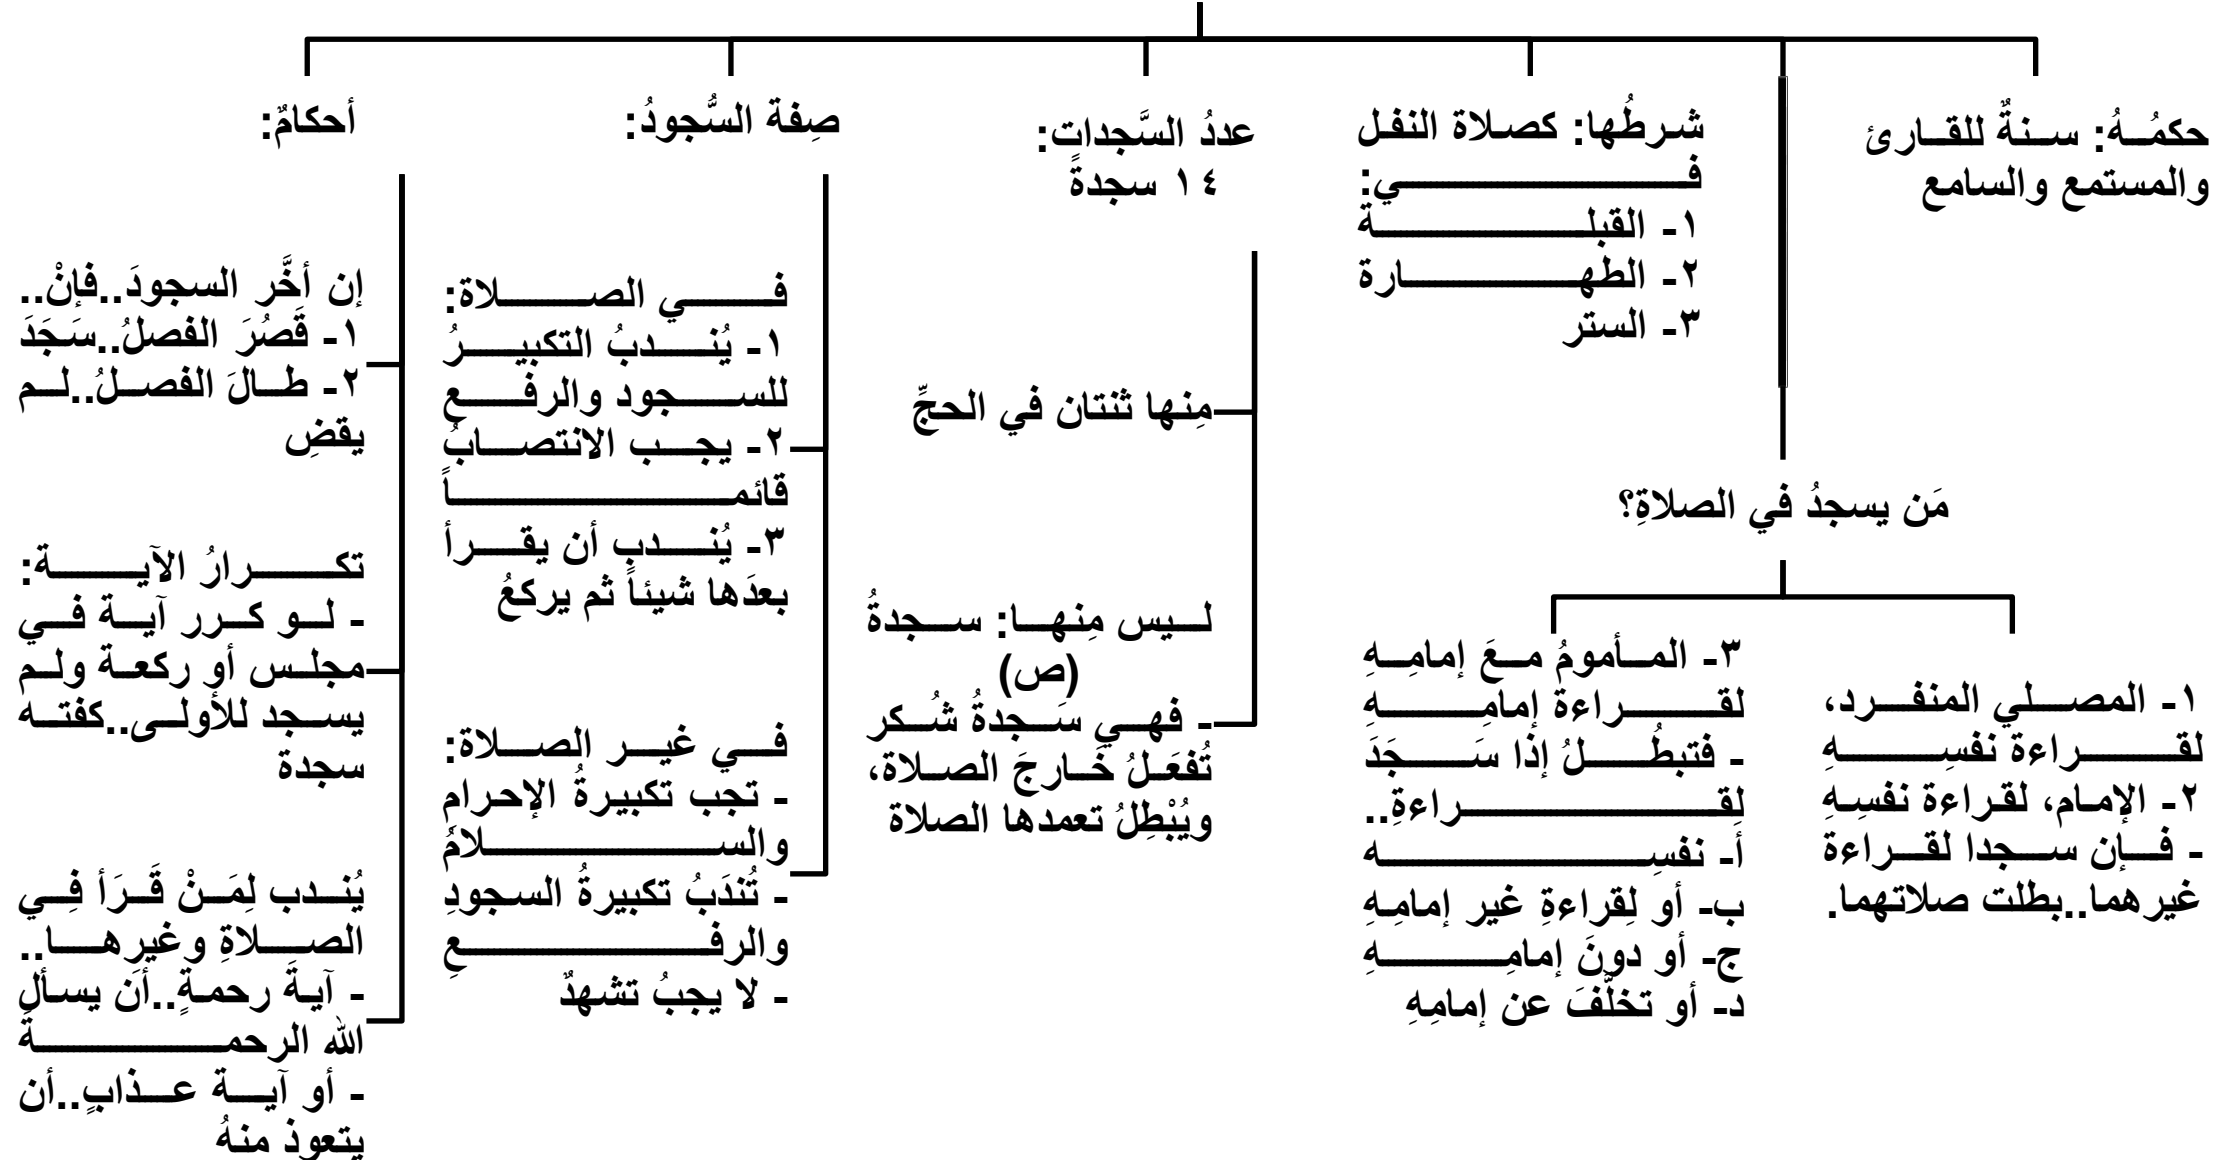 حكمُهُ: سنةٌ للقارئ
والمستمع والسامع
شرطُها: كصلاة النفل
في:
١- القبلة
٢- الطهارة
٣- الستر
مَن يسجدُ في الصلاةِ؟
١- المصلي المنفرد،
لقراءة نفسِهِ
٢- الإمام، لقراءة نفسِهِ
- فإن سجدا لقراءة
غيرهما..بطلت صلاتهما.
٣- المأمومُ معَ إمامِهِ
لقراءة إمامِهِ
- فتبطُلُ إذا سَجَدَ
لِقراءةِ..
أ- نفسِه
ب- أو لِقراءةِ غير إمامِهِ
ج- أو دونَ إمامِهِ
د- أو تخلَّفَ عن إمامِهِ
عددُ السَّجداتِ:
١٤ سجدةً
مِنها ثنتان في الحجِّ
ليس مِنها: سجدةُ
(ص)
- فهي سَجدةُ شُكر
تُفعَلُ خَارجَ الصلاة،
ويُبْطِلُ تعمدها الصلاة
صِفة السُّجودُ:
في الصلاة:
١- يُندبُ التكبيرُ
للسجود والرفع
٢- يجب الانتصابُ
قائماً
٣- يُندب أن يقرأ
بعدَها شيئاً ثم يركعُ
في غير الصلاة:
- تجب تكبيرةُ الإحرام
والسلامُ
- تُندَبُ تكبيرةُ السجودِ
والرفعِ
- لا يجبُ تشهدٌ
أحكامٌ:
إن أخَّر السجودَ..فإنْ..
١- قَصُرَ الفصلُ..سَجَدَ
٢- طالَ الفصلُ..لم
يقضِ
تكرارُ الآية:
- لو كرر آية في
مجلس أو ركعة ولم
يسجد للأولى..كفته
سجدة
يُندب لِمَنْ قَرَأ فِي
الصلاةِ وغيرها..
- آيةَ رحمةٍ..أن يسألَ
الله الرحمةَ
- أو آية عذابٍ..أن
يتعوذ منهُ